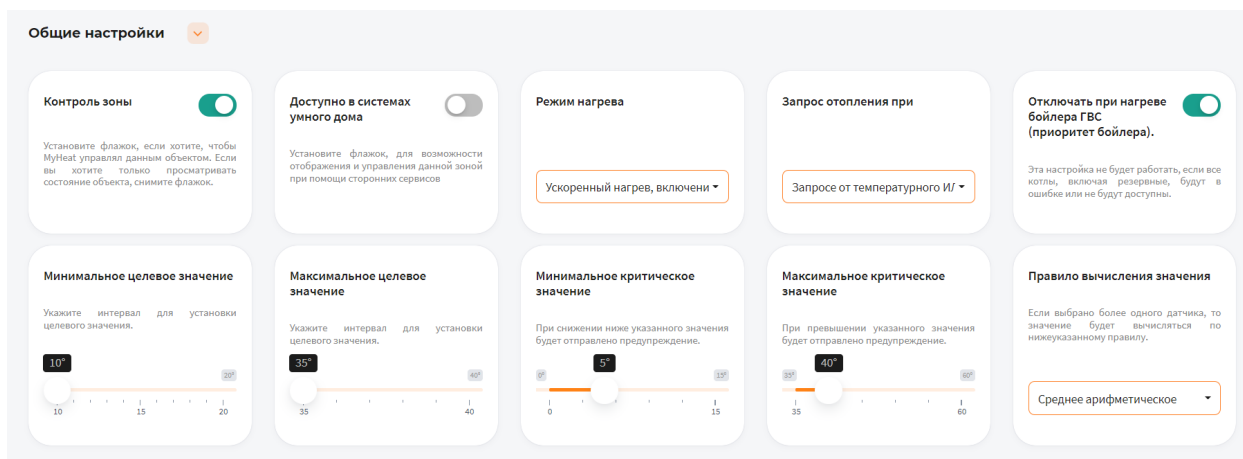 Общие настройки
Контроль зоны
Установите флажок, если хотите, чтобы
MyHeat управлял данным объектом. Если
вы хотите только просматривать
состояние объекта, снимите флажок.
Доступно в системах
умного дома
Установите флажок, для возможности
отображения и управления данной зоной
при помощи сторонних сервисов
Режим нагрева
Ускоренный нагрев, включени
Запрос отопления при
Запросе от температурного И
Отключать при нагреве
бойлера ГВС
(приоритет бойлера).
Эта настройка не будет работать, если все
котлы, включая резервные, будут в
ошибке или не будут доступны.
Минимальное целевое значение
Укажите интервал для установки
целевого значения.
10°
20°
10 15 20
Максимальное целевое
значение
Укажите интервал для установки
целевого значения.
35°
40°
35 40
Минимальное критическое
значение
При снижении ниже указанного значения
будет отправлено предупреждение.
5°
0° 15°
0 15
Максимальное критическое
значение
При превышении указанного значения
будет отправлено предупреждение.
40°
35° 60°
35 60
Правило вычисления значения
Если выбрано более одного датчика, то
значение будет вычисляться по
нижеуказанному правилу.
Среднее арифметическое